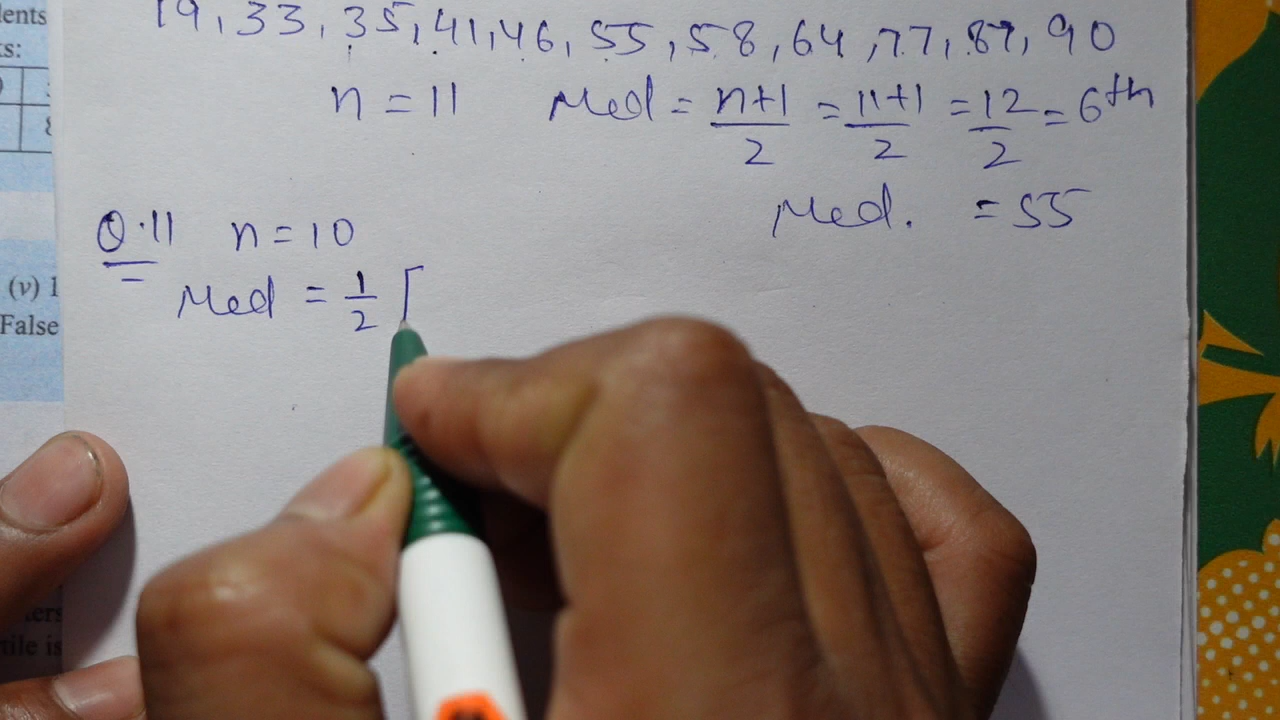 19, 33, 35, 41, 46, 55, 58, 64, 77, 87, 90
n = 11 Med = n+1/2 = 11+1/2 = 12/2 = 6th
Med. = 55
Q.11 n = 10
Med = 1/2 [
(v) 1
False